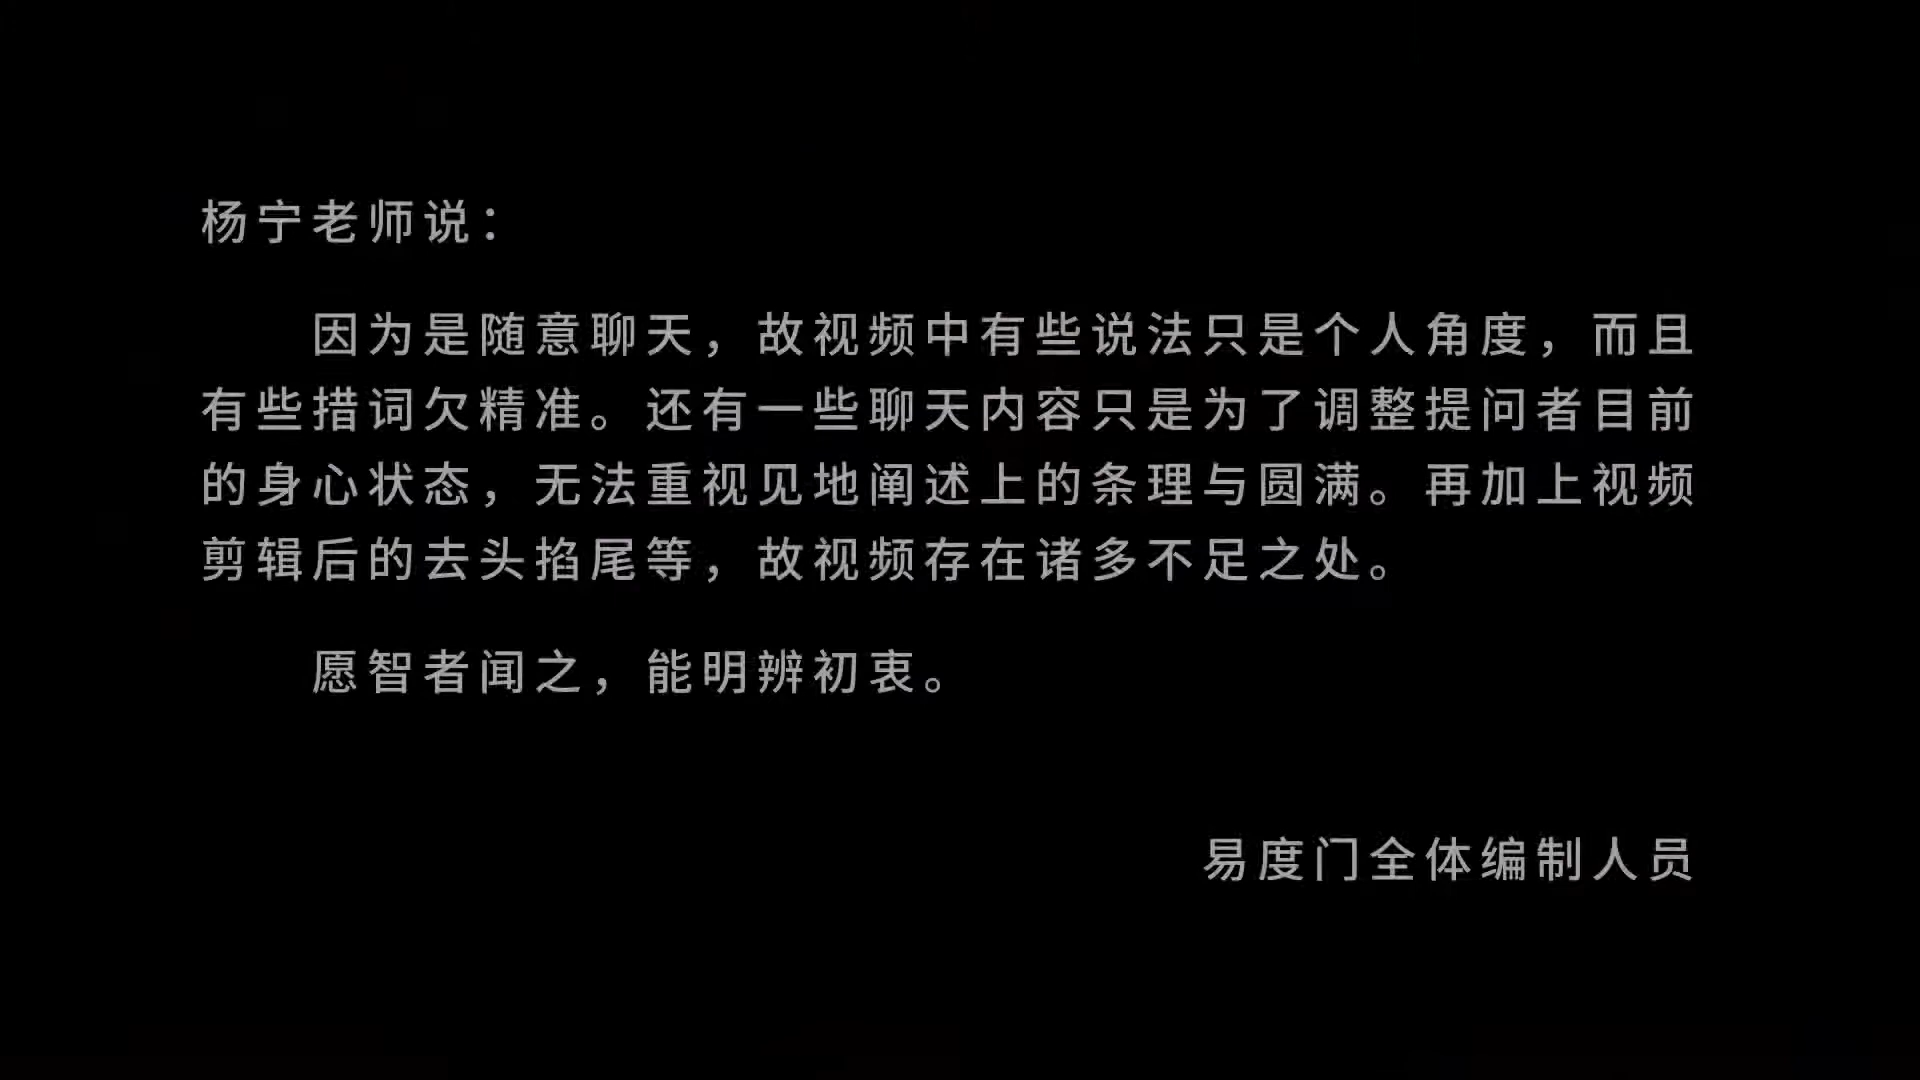 杨宁老师说：
因为是随意聊天，故视频中有些说法只是个人角度，而且
有些措词欠精准。还有一些聊天内容只是为了调整提问者目前
的身心状态，无法重视见地阐述上的条理与圆满。再加上视频
剪辑后的去头掐尾等，故视频存在诸多不足之处。
愿智者闻之，能明辨初衷。
易度门全体编制人员